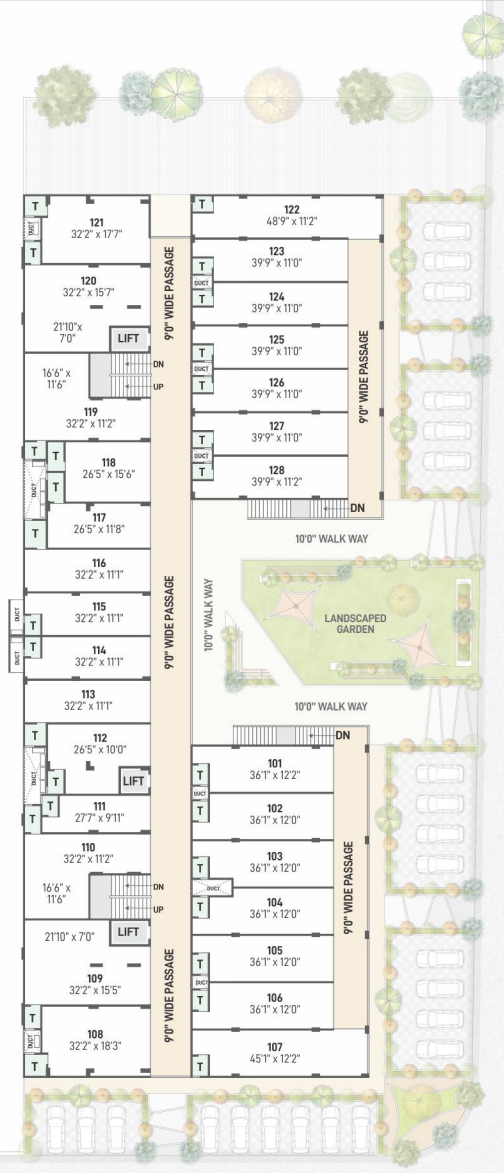 T
121
32'2" x 17'7"
DUCT
T
120
32'2" x 15'7"
21'10"x
7'0"
LIFT
9'0" WIDE PASSAGE
DN
UP
16'6" x
11'6"
119
32'2" x 11'2"
T
T
118
26'5" x 15'6"
T
DUCT
T
117
26'5" x 11'8"
116
32'2" x 11'1"
DUCT
115
32'2" x 11'1"
T
T
114
32'2" x 11'1"
DUCT
9'0" WIDE PASSAGE
113
32'2" x 11'1"
T
112
26'5" x 10'0"
DUCT
T
LIFT
T
T
111
27'7" x 9'11"
110
32'2" x 11'2"
16'6" x
11'6"
DN
UP
21'10" x 7'0"
LIFT
109
32'2" x 15'5"
9'0" WIDE PASSAGE
T
108
32'2" x 18'3"
DUCT
T
T
122
48'9" x 11'2"
123
39'9" x 11'0"
T
DUCT
T
124
39'9" x 11'0"
125
39'9" x 11'0"
T
DUCT
T
126
39'9" x 11'0"
127
39'9" x 11'0"
T
DUCT
T
128
39'9" x 11'2"
9'0" WIDE PASSAGE
DN
10'0" WALK WAY
10'0" WALK WAY
LANDSCAPED
GARDEN
10'0" WALK WAY
DN
101
36'1" x 12'2"
T
DUCT
T
102
36'1" x 12'0"
103
36'1" x 12'0"
T
DUCT
T
104
36'1" x 12'0"
105
36'1" x 12'0"
T
DUCT
T
106
36'1" x 12'0"
9'0" WIDE PASSAGE
107
45'1" x 12'2"
T